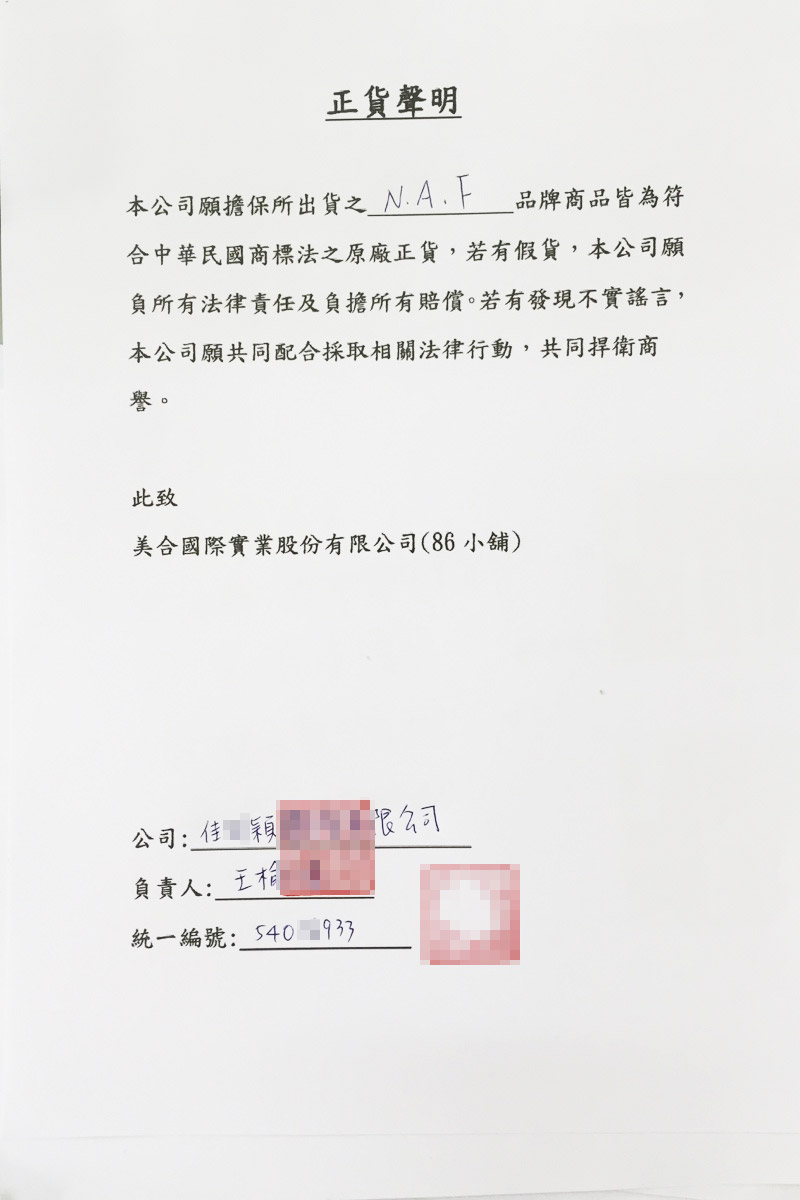 正貨聲明
本公司願擔保所出貨之 N.A.F 品牌商品皆為符
合中華民國商標法之原廠正貨，若有假貨，本公司願
負所有法律責任及負擔所有賠償。若有發現不實謠言，
本公司願共同配合採取相關法律行動，共同捍衛商
譽。
此致
美合國際實業股份有限公司(86小舖)
公司: 佳 穎 限公司
負責人: 王
統一編號: 540 933